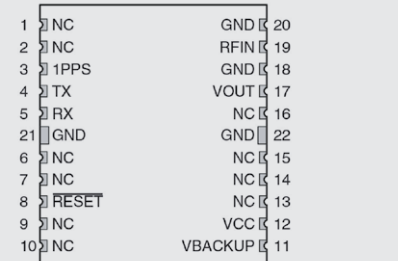 1 NC GND 20
2 NC RFIN 19
3 1PPS GND 18
4 TX VOUT 17
5 RX NC 16
21 GND GND 22
6 NC NC 15
7 NC NC 14
8 RESET NC 13
9 NC VCC 12
10 NC VBACKUP 11